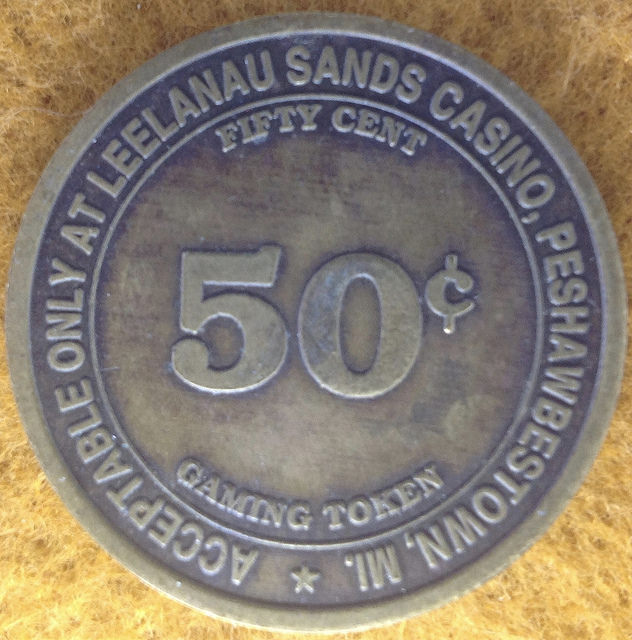 ACCEPTABLE ONLY AT LEELANAU SANDS CASINO, PESHAWBESTOWN, MI. ★
FIFTY CENT
50¢
GAMING TOKEN